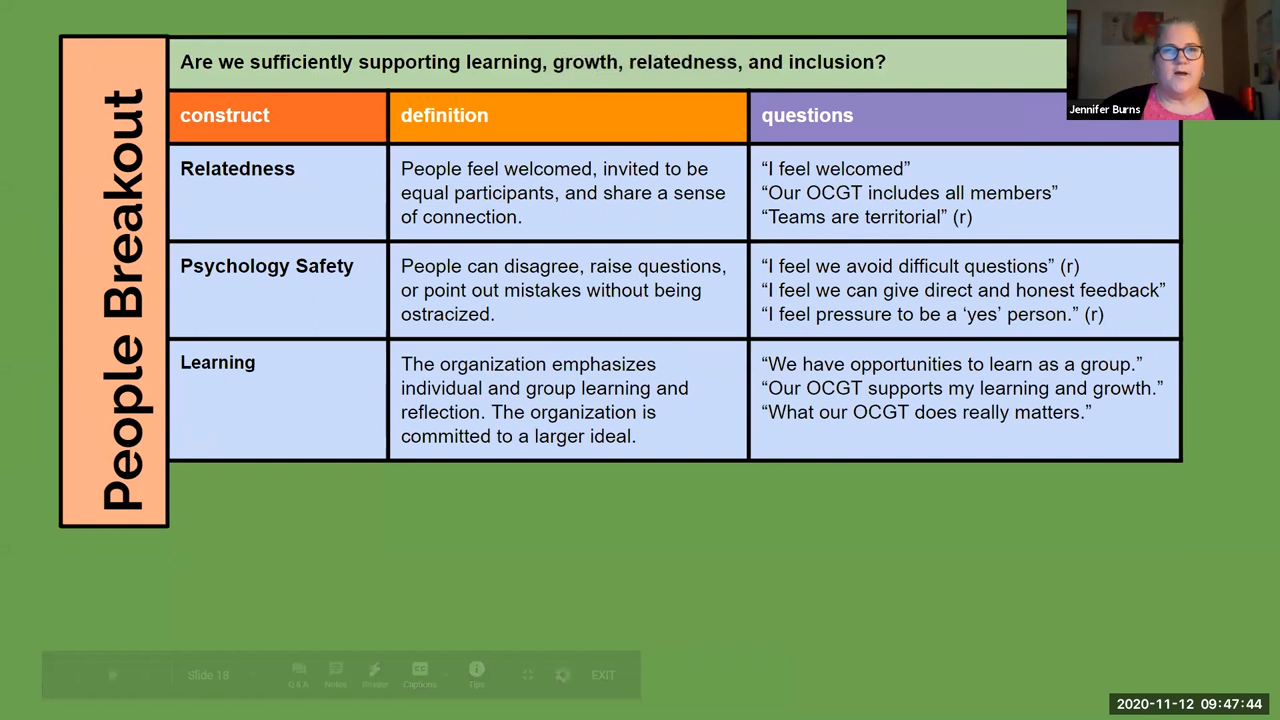 People Breakout
Are we sufficiently supporting learning, growth, relatedness, and inclusion?
construct
definition
questions
Relatedness
People feel welcomed, invited to be
equal participants, and share a sense
of connection.
“I feel welcomed”
“Our OCGT includes all members”
“Teams are territorial” (r)
Psychology Safety
People can disagree, raise questions,
or point out mistakes without being
ostracized.
“I feel we avoid difficult questions” (r)
“I feel we can give direct and honest feedback”
“I feel pressure to be a ‘yes’ person.” (r)
Learning
The organization emphasizes
individual and group learning and
reflection. The organization is
committed to a larger ideal.
“We have opportunities to learn as a group.”
“Our OCGT supports my learning and growth.”
“What our OCGT does really matters.”
Jennifer Burns
Slide 18
Q & A
Notes
Pointer
Captions
Tips
EXIT
2020-11-12 09:47:44